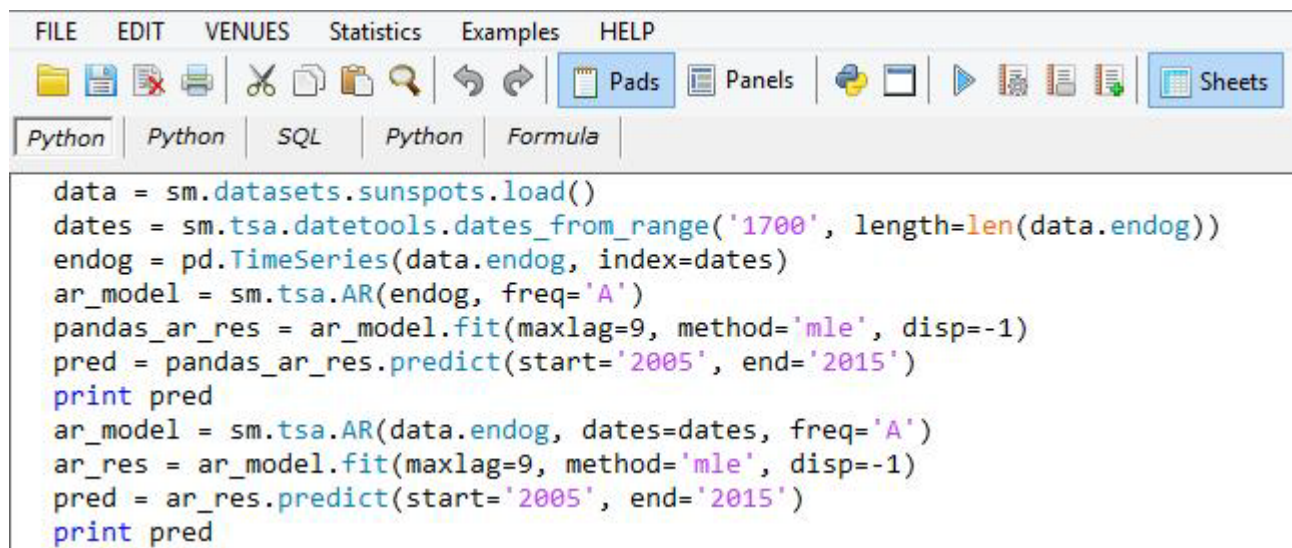 FILE EDIT VENUES Statistics Examples HELP
Pads Panels Sheets
Python Python SQL Python Formula
data = sm.datasets.sunspots.load()
dates = sm.tsa.datetools.dates_from_range('1700', length=len(data.endog))
endog = pd.TimeSeries(data.endog, index=dates)
ar_model = sm.tsa.AR(endog, freq='A')
pandas_ar_res = ar_model.fit(maxlag=9, method='mle', disp=-1)
pred = pandas_ar_res.predict(start='2005', end='2015')
print pred
ar_model = sm.tsa.AR(data.endog, dates=dates, freq='A')
ar_res = ar_model.fit(maxlag=9, method='mle', disp=-1)
pred = ar_res.predict(start='2005', end='2015')
print pred